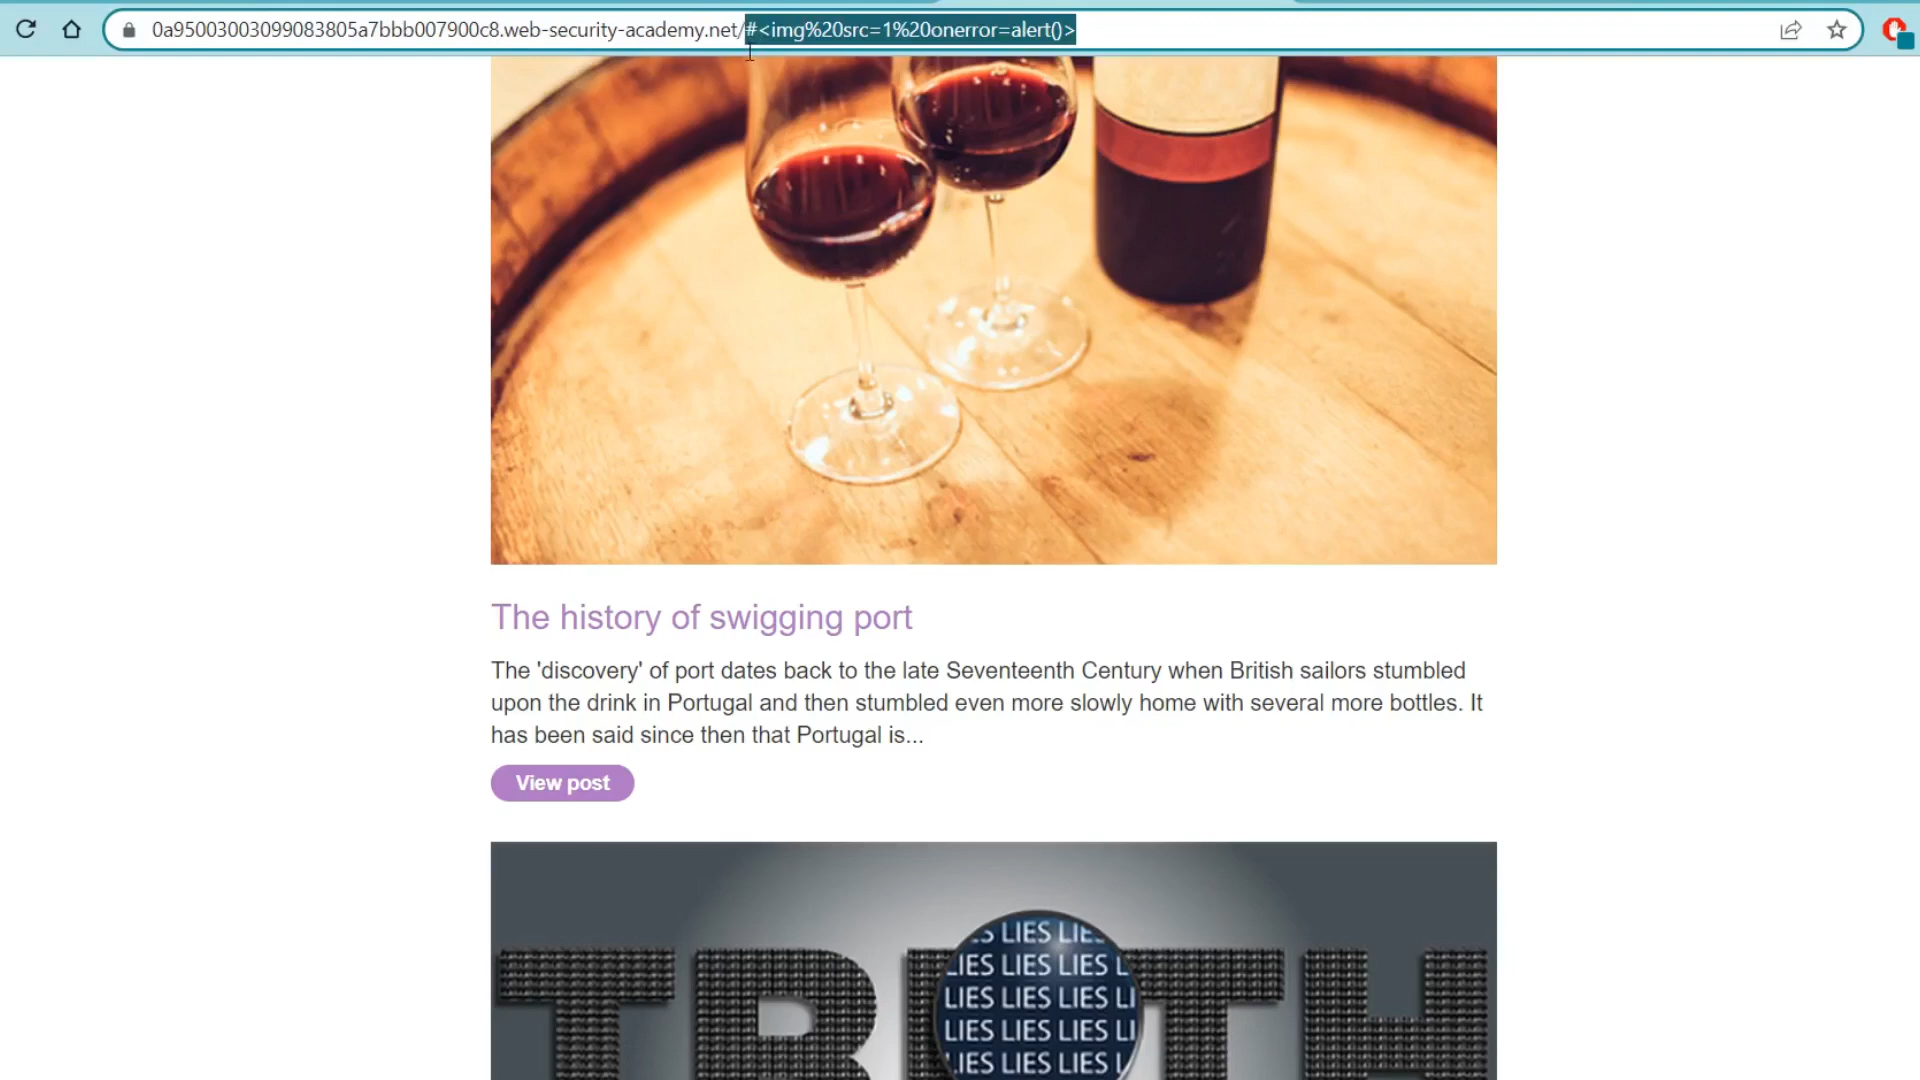 0a95003003099083805a7bbb007900c8.web-security-academy.net/#<img%20src=1%20onerror=alert()>
The history of swigging port
The 'discovery' of port dates back to the late Seventeenth Century when British sailors stumbled
upon the drink in Portugal and then stumbled even more slowly home with several more bottles. It
has been said since then that Portugal is...
View post
TRUTH
LIES LIE
LIES LIES L
LIES LIES LI
LIES LIES LI
LIES LIES L